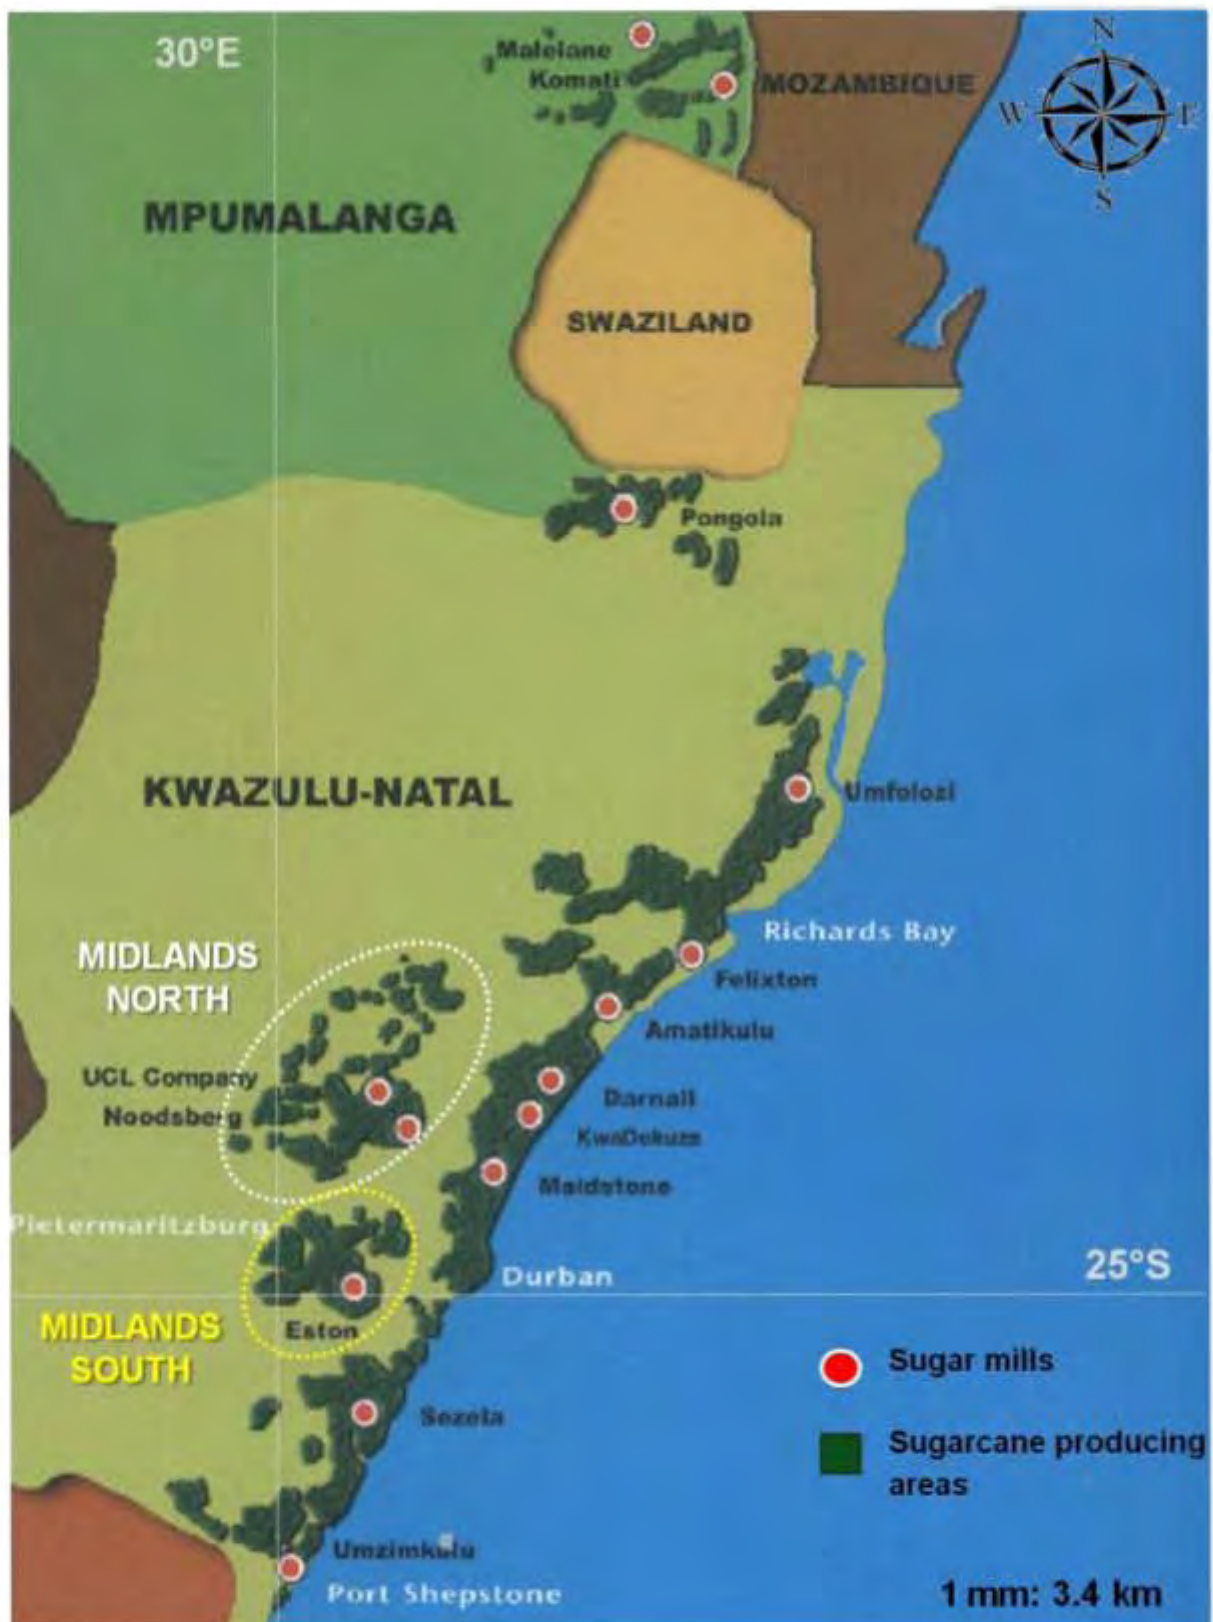 30°E
N
Malelane
Komati
MOZAMBIQUE
W
E
S
MPUMALANGA
SWAZILAND
Pongola
KWAZULU-NATAL
Umfolozi
Richards Bay
MIDLANDS
NORTH
Felixton
Amatikulu
UCL Company
Darnall
Noodsberg
KwaDukuza
Maidstone
Pietermaritzburg
25°S
Durban
MIDLANDS
SOUTH
Eston
Sugar mills
Sezela
Sugarcane producing
areas
Umzimkulu
Port Shepstone
1 mm: 3.4 km